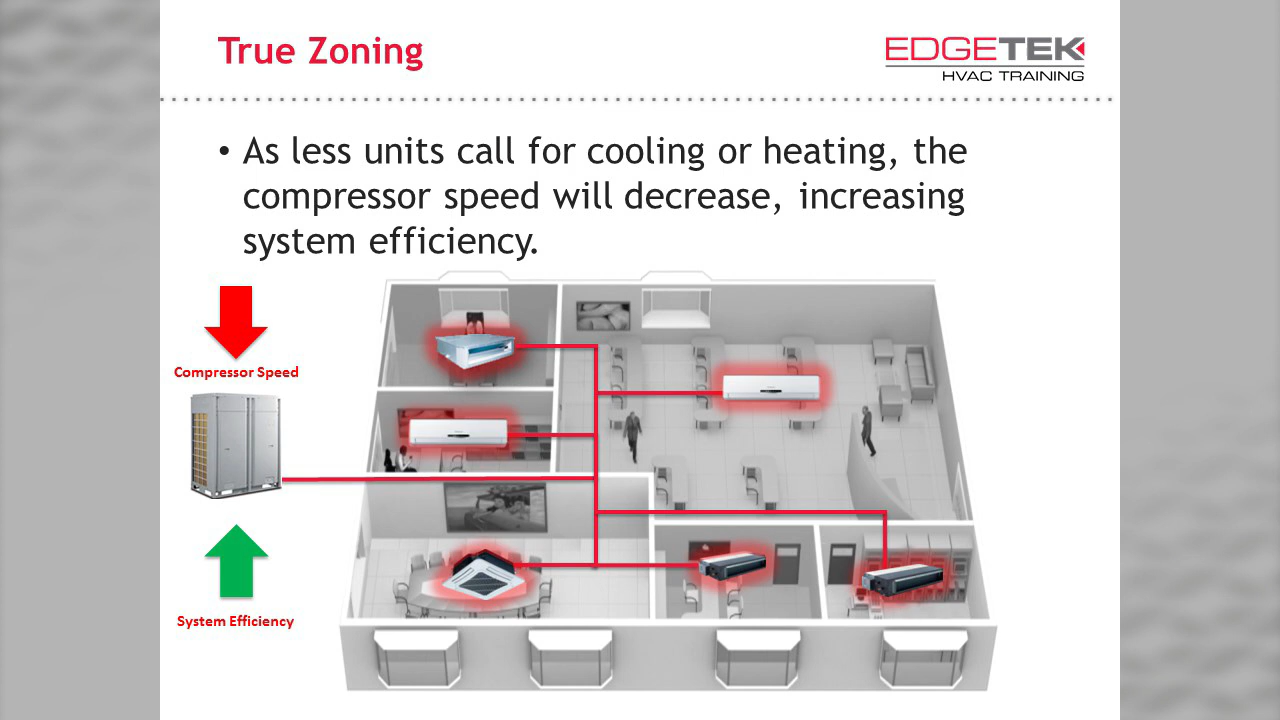 True Zoning
EDGETEK
HVAC TRAINING
• As less units call for cooling or heating, the
compressor speed will decrease, increasing
system efficiency.
Compressor Speed
System Efficiency